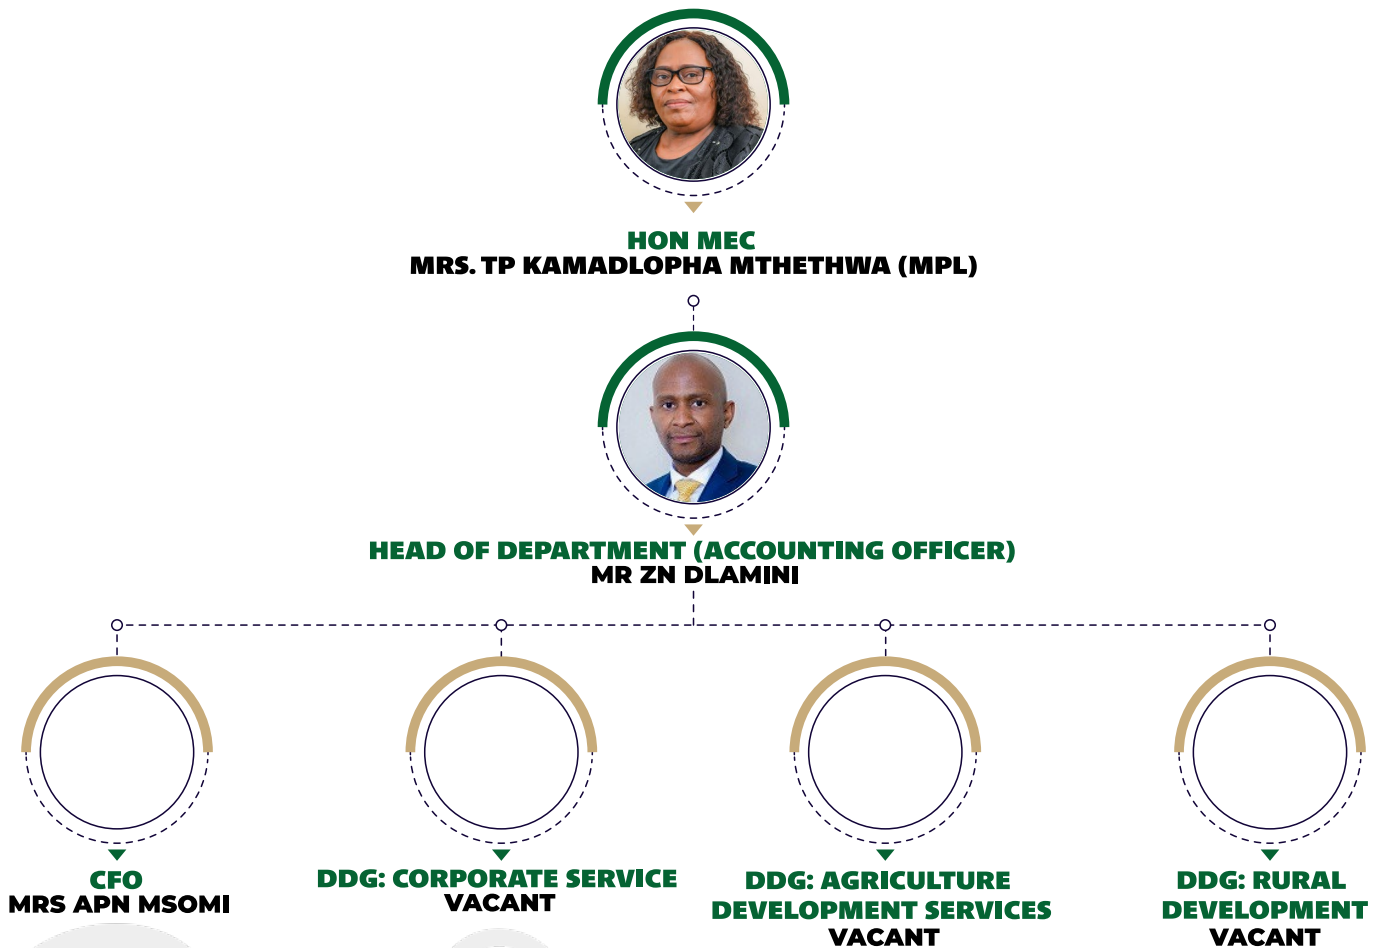 HON MEC
MRS. TP KAMADLOPHA MTHETHWA (MPL)
HEAD OF DEPARTMENT (ACCOUNTING OFFICER)
MR ZN DLAMINI
CFO
MRS APN MSOMI
DDG: CORPORATE SERVICE
VACANT
DDG: AGRICULTURE
DEVELOPMENT SERVICES
VACANT
DDG: RURAL
DEVELOPMENT
VACANT